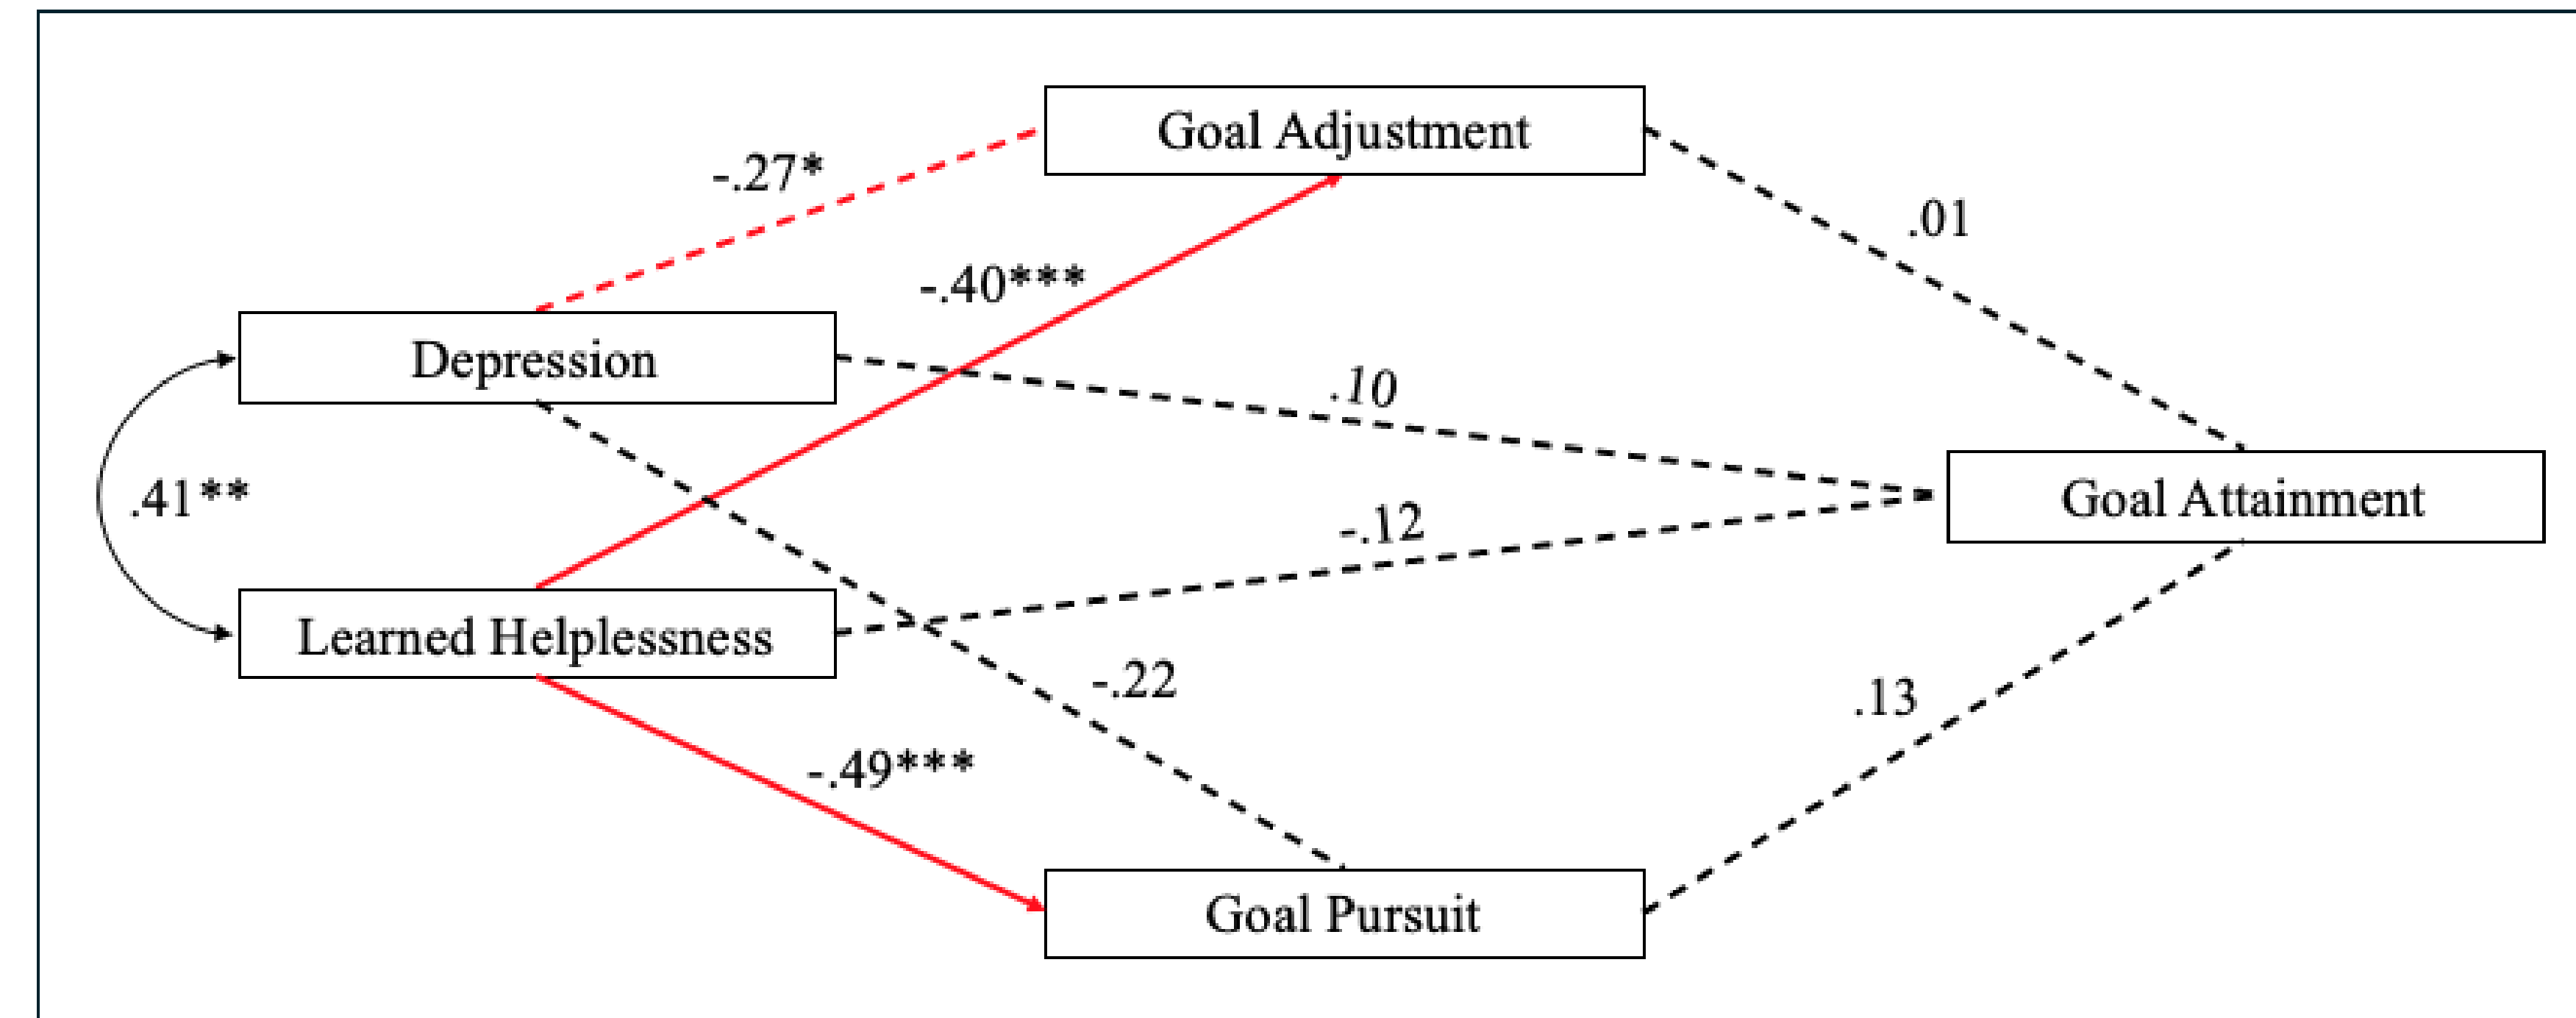 Goal Adjustment
-.27*
.01
-.40***
Depression
.10
.41**
Goal Attainment
-.12
Learned Helplessness
-.22
.13
-.49***
Goal Pursuit